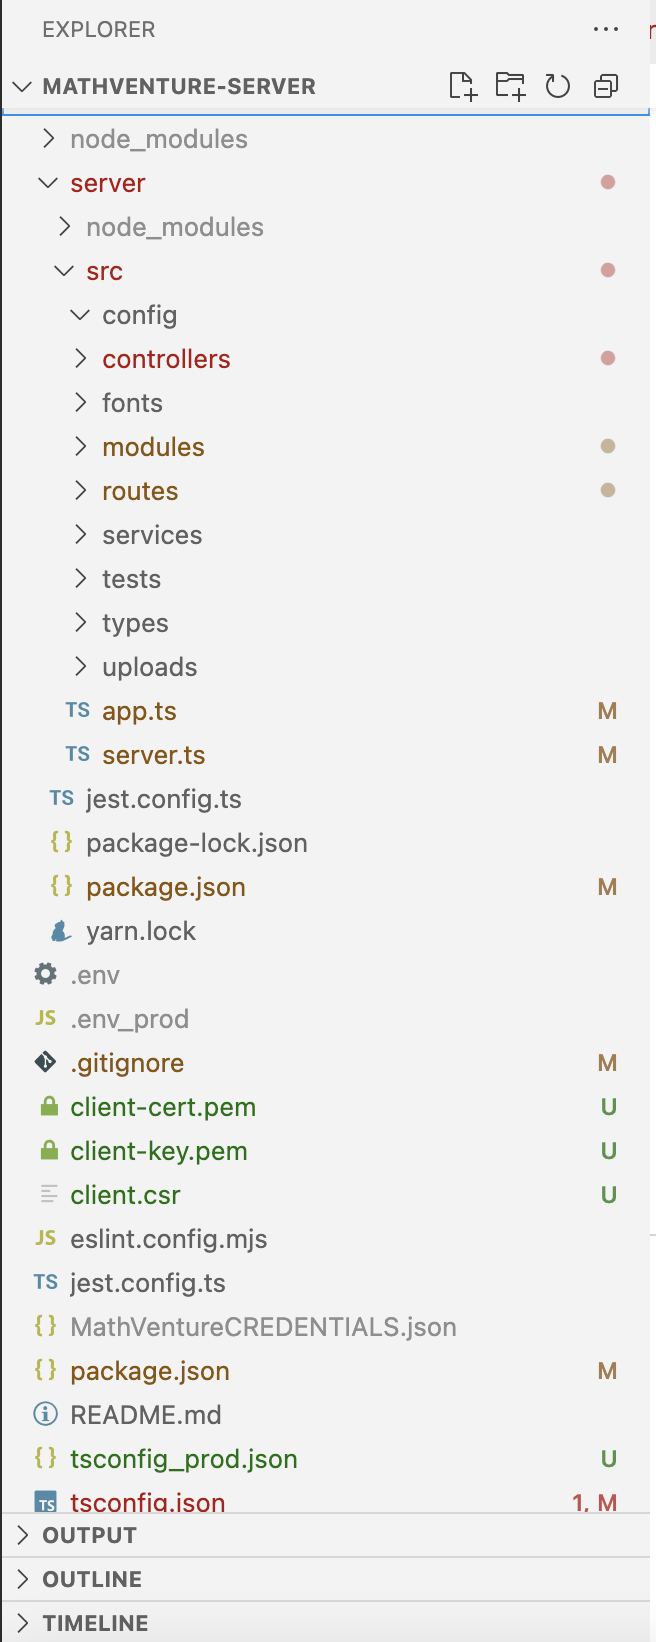 EXPLORER
MATHVENTURE-SERVER
node_modules
server
node_modules
src
config
controllers
fonts
modules
routes
services
tests
types
uploads
TS app.ts M
TS server.ts M
TS jest.config.ts
{} package-lock.json
{} package.json M
yarn.lock
.env
JS .env_prod
.gitignore M
client-cert.pem U
client-key.pem U
client.csr U
JS eslint.config.mjs
TS jest.config.ts
{} MathVentureCREDENTIALS.json
{} package.json M
README.md
{} tsconfig_prod.json U
TS tsconfig.json 1, M
OUTPUT
OUTLINE
TIMELINE